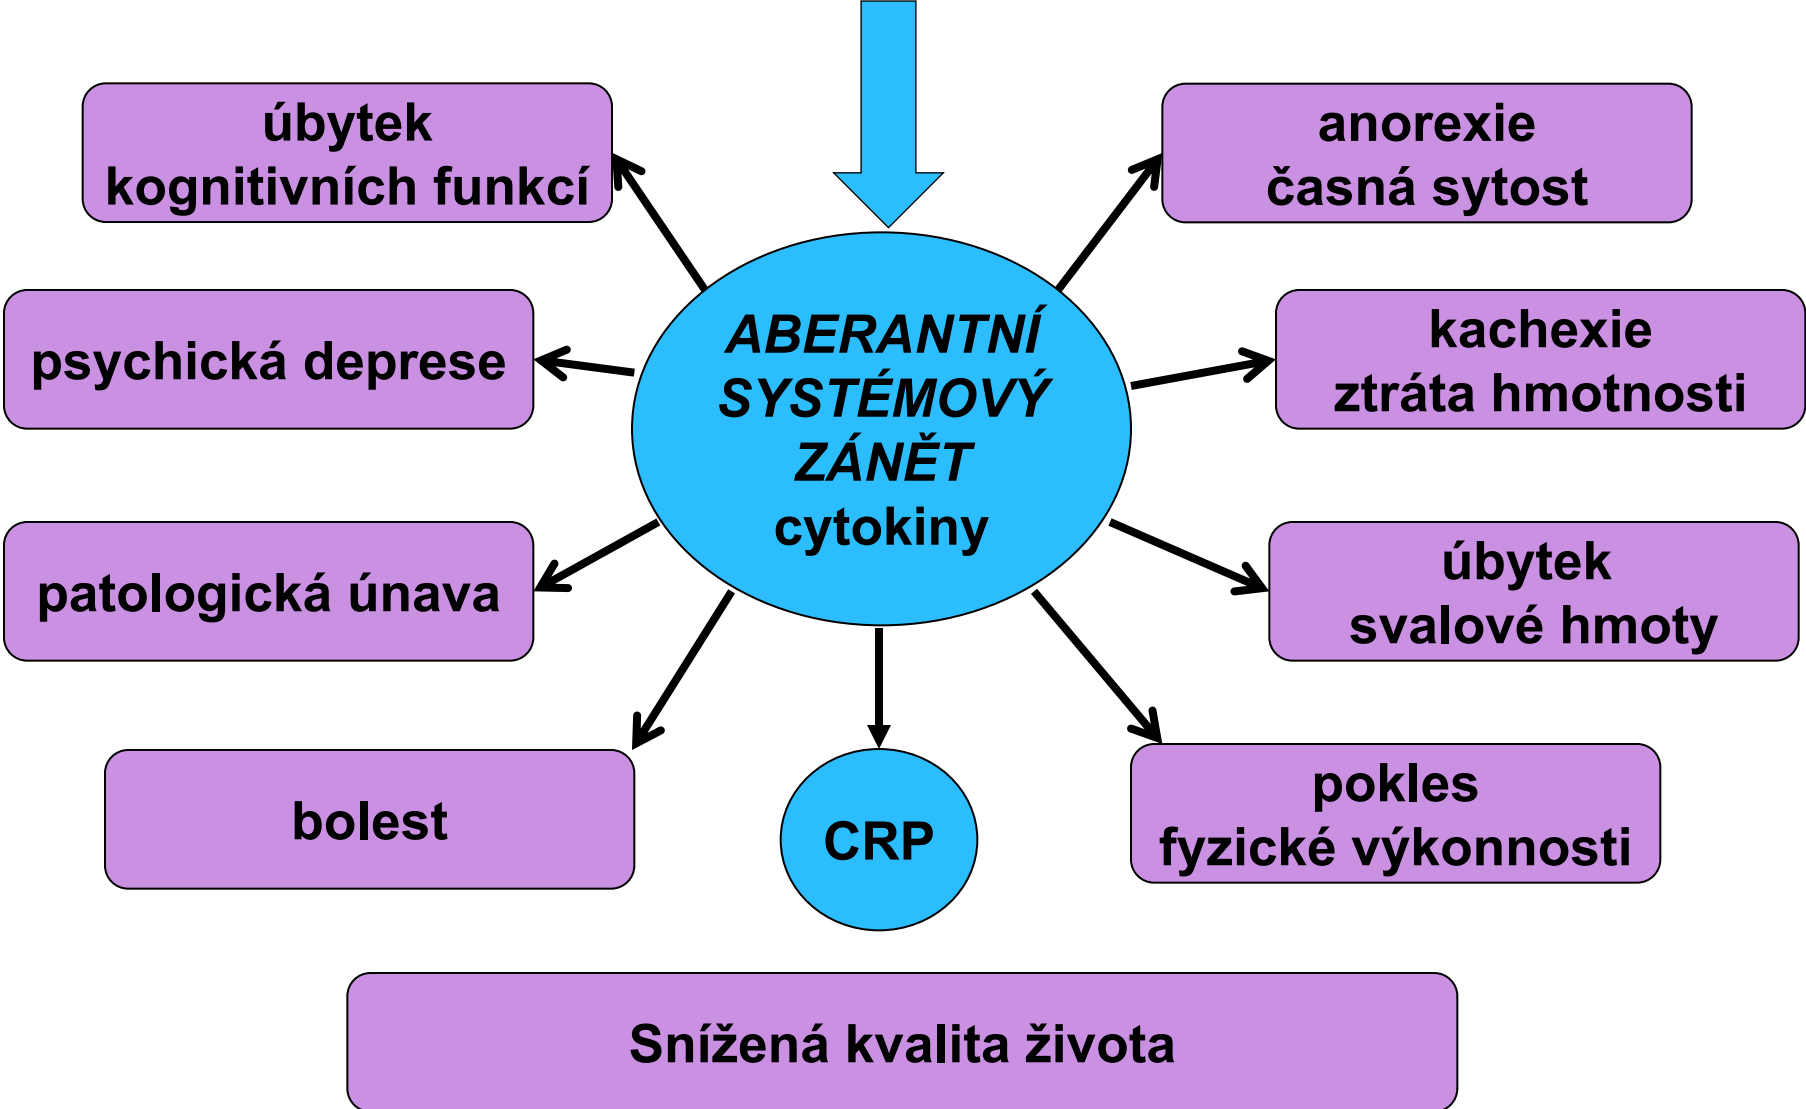 úbytek
kognitivních funkcí
anorexie
časná sytost
psychická deprese
ABERANTNÍ
SYSTÉMOVÝ
ZÁNĚT
cytokiny
kachexie
ztráta hmotnosti
patologická únava
úbytek
svalové hmoty
bolest
CRP
pokles
fyzické výkonnosti
Snížená kvalita života